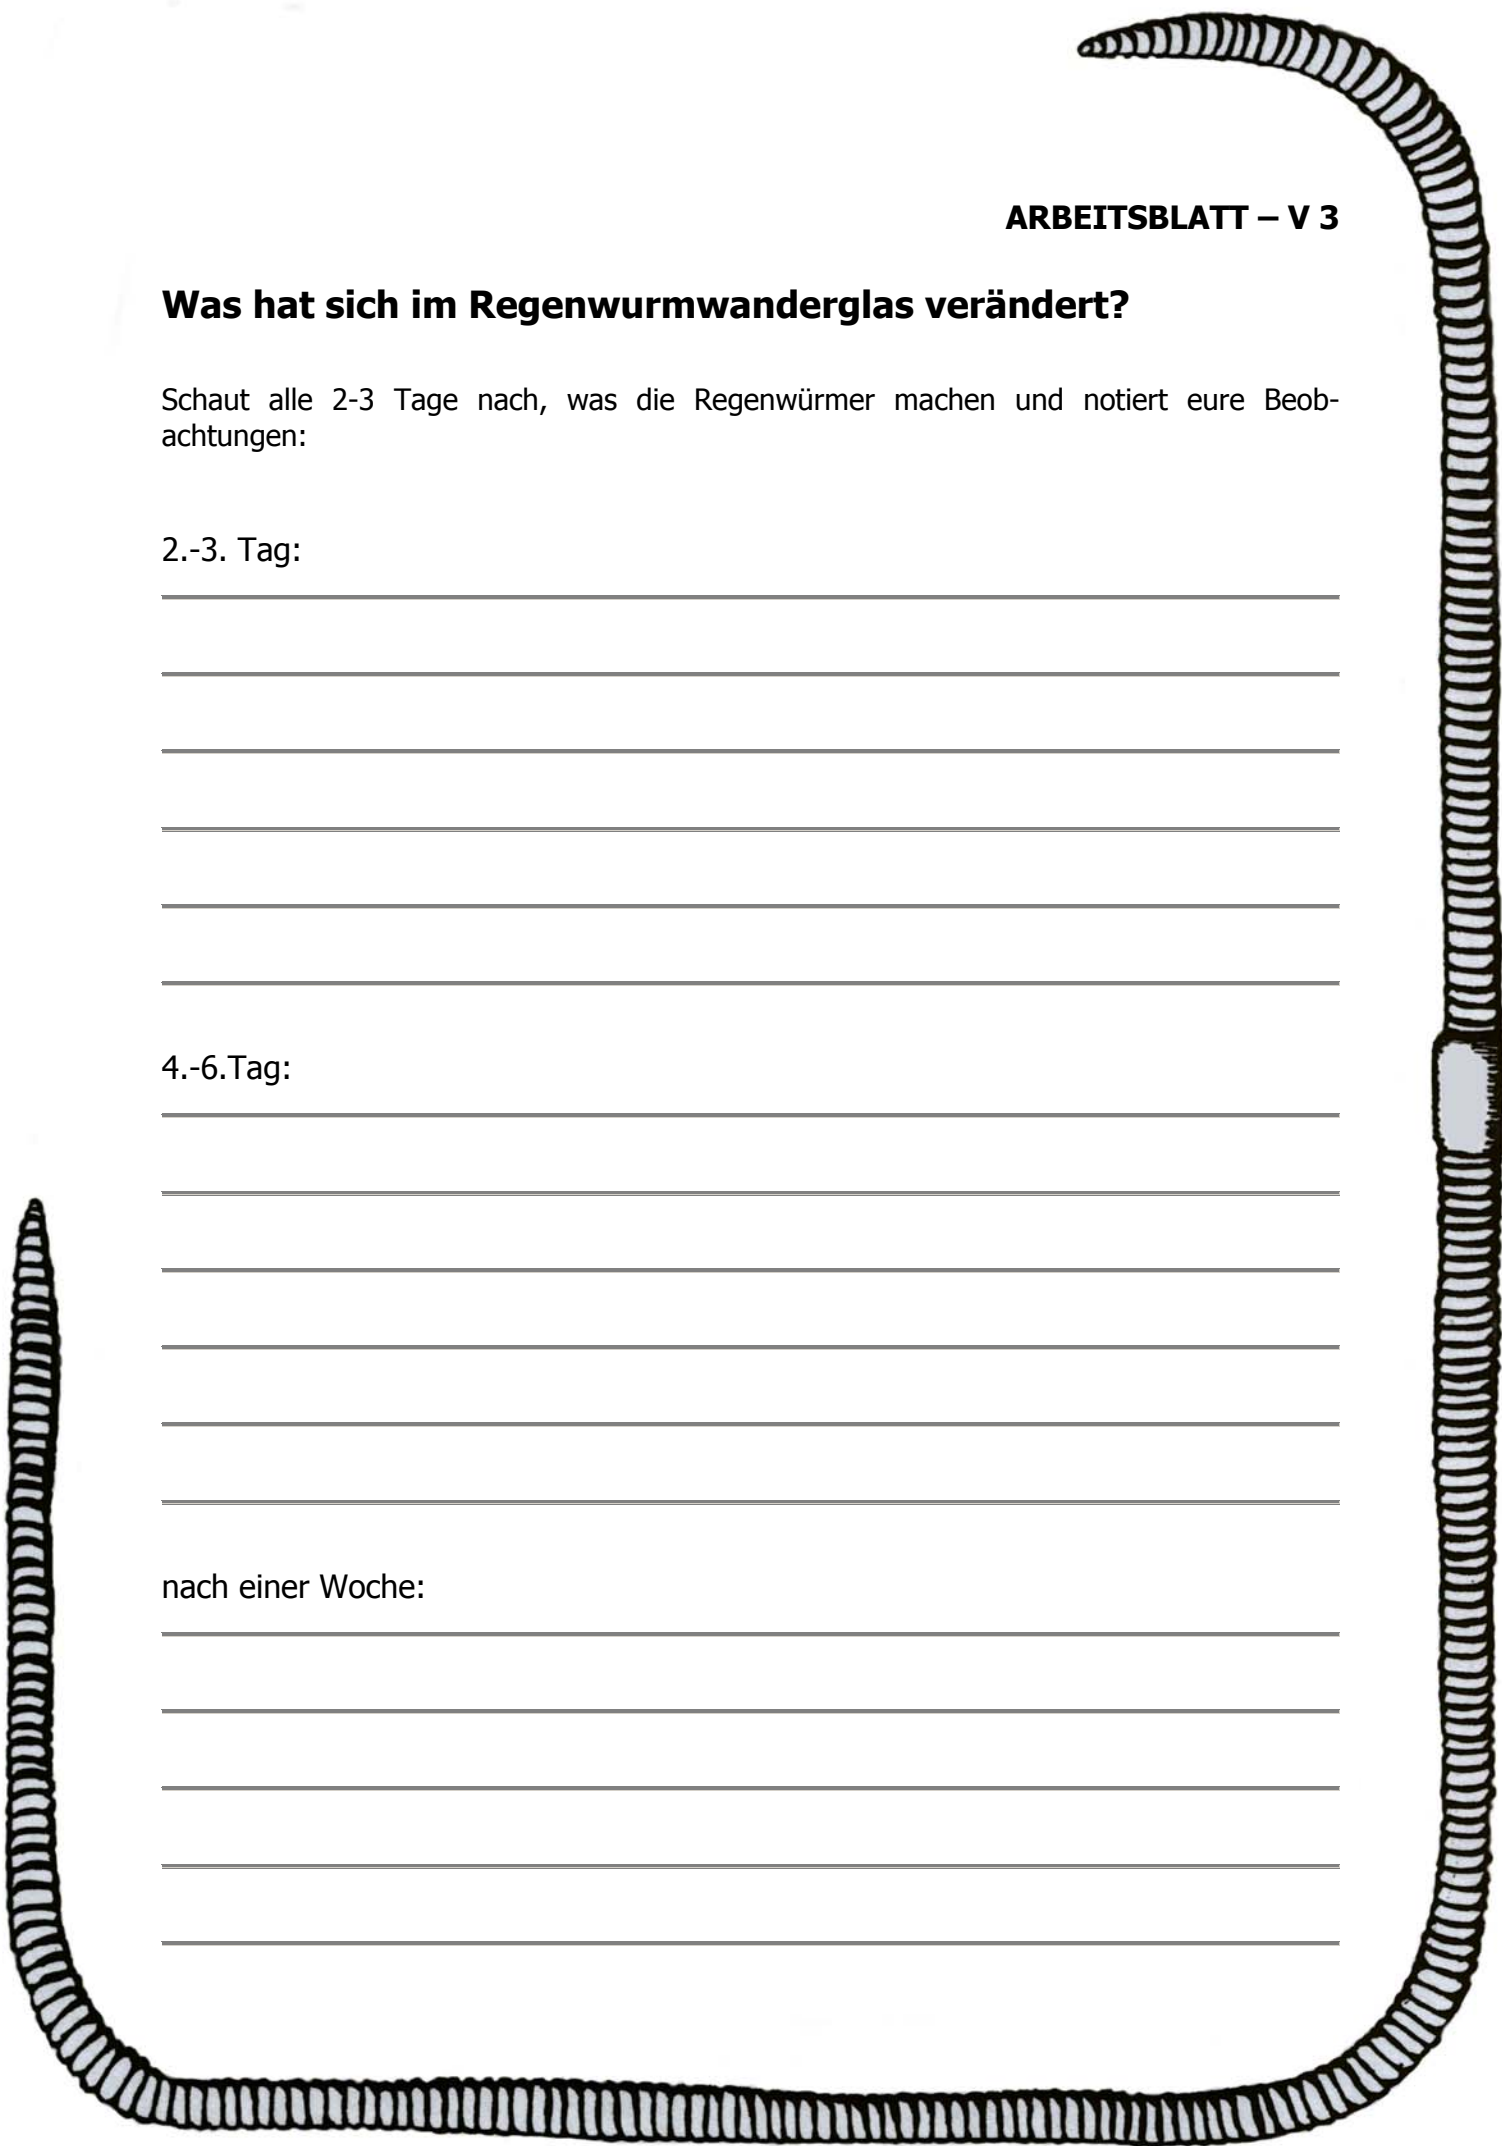 ARBEITSBLATT – V 3
Was hat sich im Regenwurmwanderglas verändert?
Schaut alle 2-3 Tage nach, was die Regenwürmer machen und notiert eure Beob-
achtungen:
2.-3. Tag:
4.-6.Tag:
nach einer Woche: